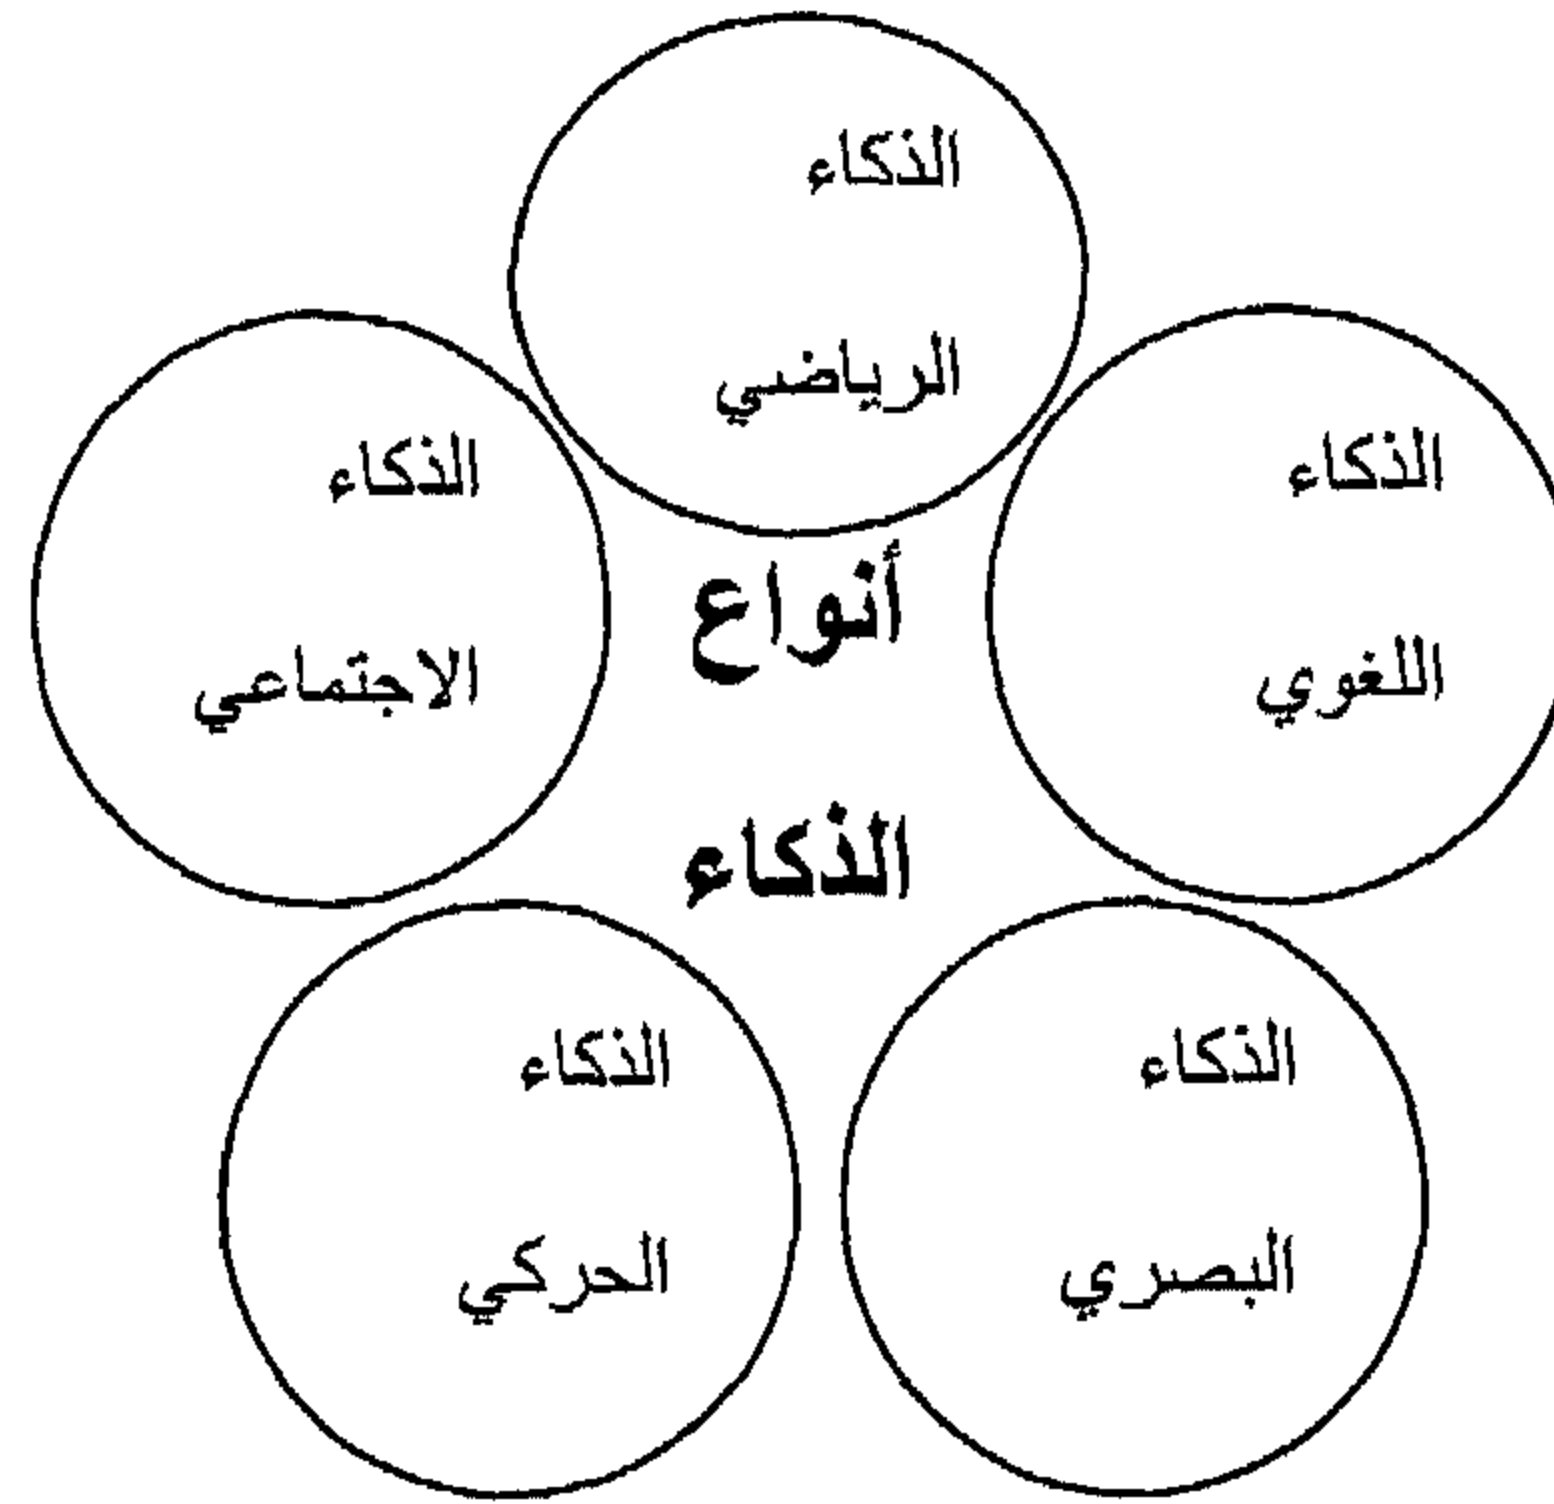 الذكاء
الرياضي
الذكاء
اللغوي
الذكاء
الاجتماعي
أنواع
الذكاء
الذكاء
البصري
الذكاء
الحركي